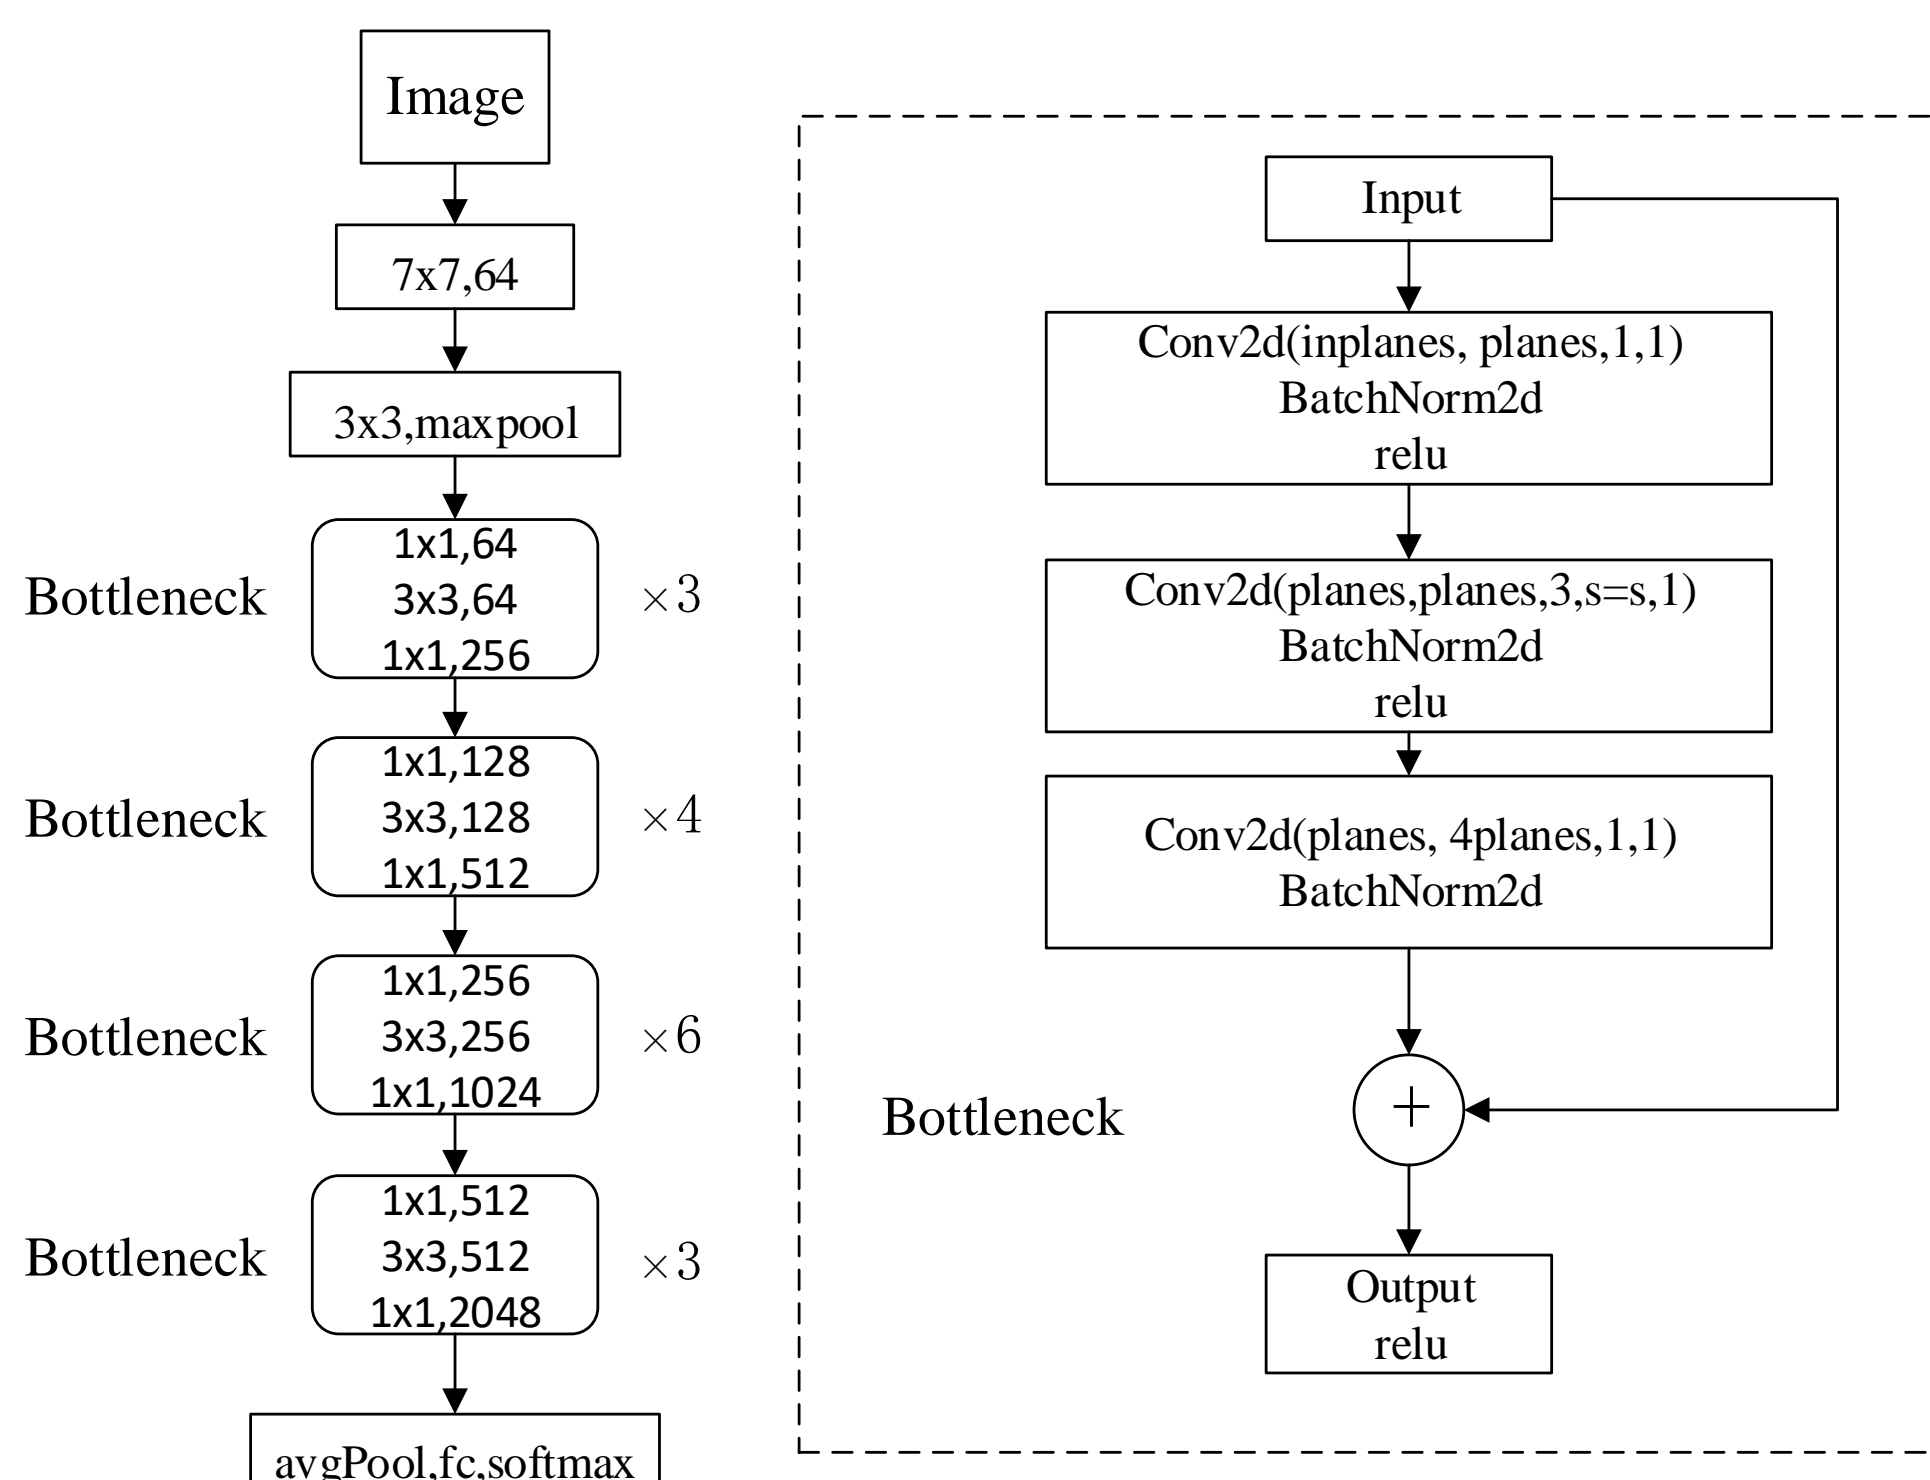 Image
7x7,64
3x3,maxpool
Bottleneck
1x1,64
3x3,64
1x1,256
×3
Bottleneck
1x1,128
3x3,128
1x1,512
×4
Bottleneck
1x1,256
3x3,256
1x1,1024
×6
Bottleneck
1x1,512
3x3,512
1x1,2048
×3
avgPool,fc,softmax
Input
Conv2d(inplanes, planes,1,1)
BatchNorm2d
relu
Conv2d(planes,planes,3,s=s,1)
BatchNorm2d
relu
Conv2d(planes, 4planes,1,1)
BatchNorm2d
+
Bottleneck
Output
relu